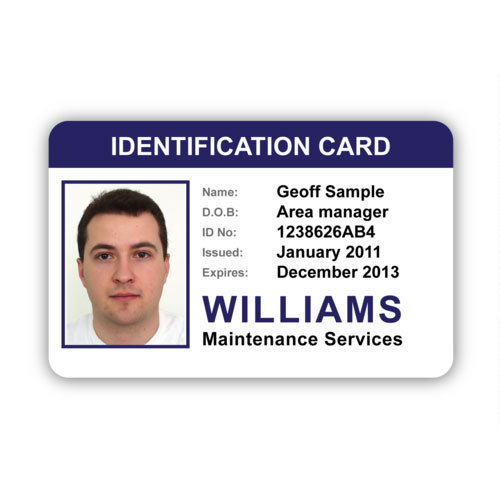 IDENTIFICATION CARD
Name: Geoff Sample
D.O.B: Area manager
ID No: 1238626AB4
Issued: January 2011
Expires: December 2013
WILLIAMS
Maintenance Services